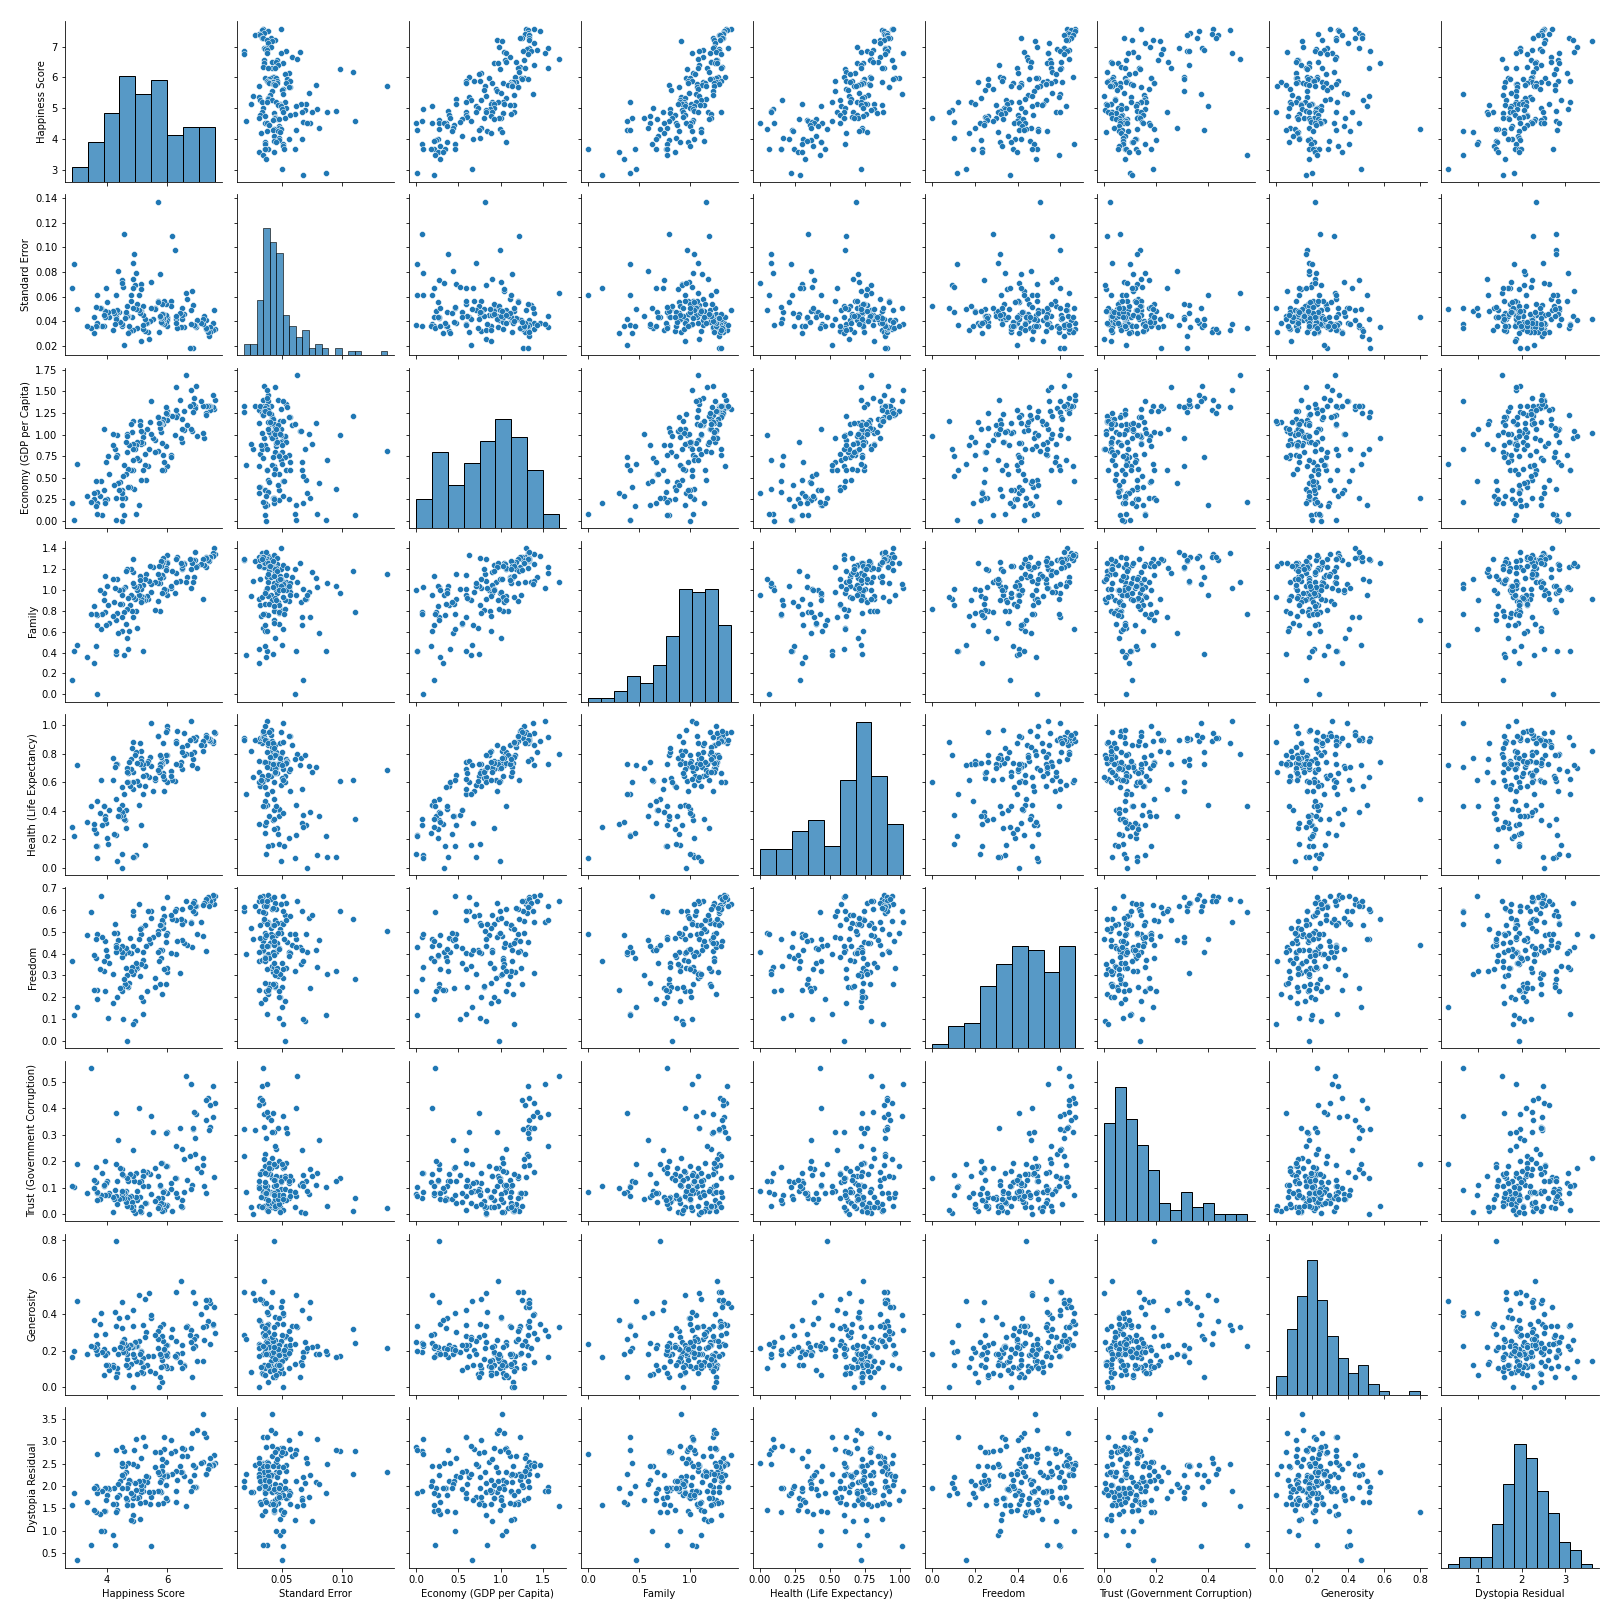 Happiness Score
7
6
5
4
3
Standard Error
0.14
0.12
0.10
0.08
0.06
0.04
0.02
Economy (GDP per Capita)
1.75
1.50
1.25
1.00
0.75
0.50
0.25
0.00
Family
1.4
1.2
1.0
0.8
0.6
0.4
0.2
0.0
Health (Life Expectancy)
1.0
0.8
0.6
0.4
0.2
0.0
Freedom
0.7
0.6
0.5
0.4
0.3
0.2
0.1
0.0
Trust (Government Corruption)
0.5
0.4
0.3
0.2
0.1
0.0
Generosity
0.8
0.6
0.4
0.2
0.0
Dystopia Residual
3.5
3.0
2.5
2.0
1.5
1.0
0.5
4 6
0.05 0.10
0.0 0.5 1.0 1.5
0.0 0.5 1.0
0.00 0.25 0.50 0.75 1.00
0.0 0.2 0.4 0.6
0.0 0.2 0.4
0.0 0.2 0.4 0.6 0.8
1 2 3
Happiness Score
Standard Error
Economy (GDP per Capita)
Family
Health (Life Expectancy)
Freedom
Trust (Government Corruption)
Generosity
Dystopia Residual